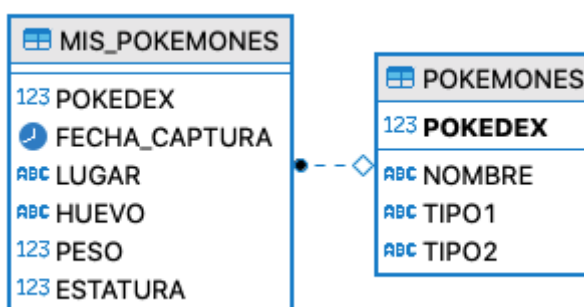 MIS_POKEMONES
123 POKEDEX
FECHA_CAPTURA
ABC LUGAR
ABC HUEVO
123 PESO
123 ESTATURA
POKEMONES
123 POKEDEX
ABC NOMBRE
ABC TIPO1
ABC TIPO2